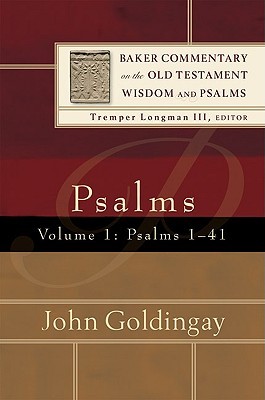 BAKER COMMENTARY
on the OLD TESTAMENT
WISDOM AND PSALMS
Tremper Longman III, EDITOR
Psalms
Volume 1: Psalms 1–41
John Goldingay